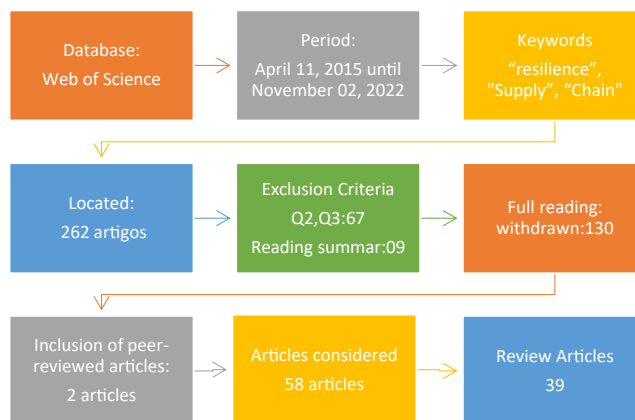 Database:
Web of Science
Period:
April 11, 2015 until
November 02, 2022
Keywords
“resilience”,
"Supply”, “Chain"
Located:
262 artigos
Exclusion Criteria
Q2,Q3:67
Reading summar:09
Full reading:
withdrawn:130
Inclusion of peer-
reviewed articles:
2 articles
Articles considered
58 articles
Review Articles
39